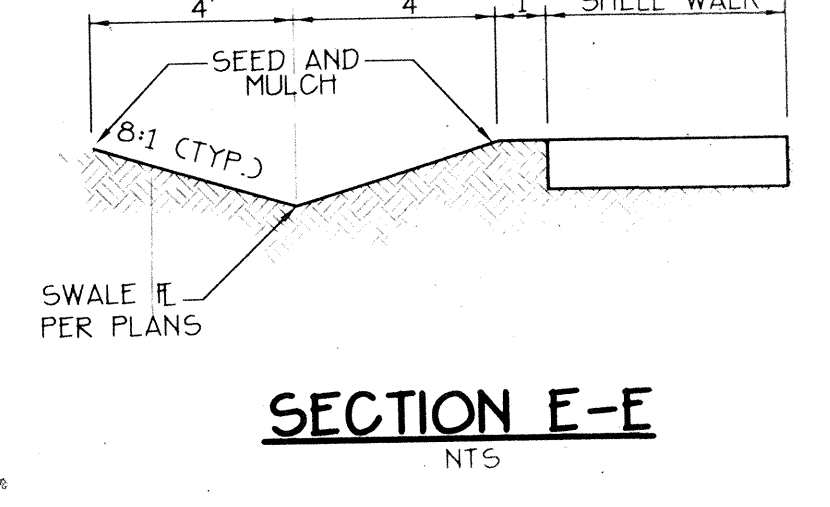 4'
4'
1'
SHELL WALK
SEED AND
MULCH
8:1 (TYP.)
SWALE
PER PLANS
SECTION E-E
NTS